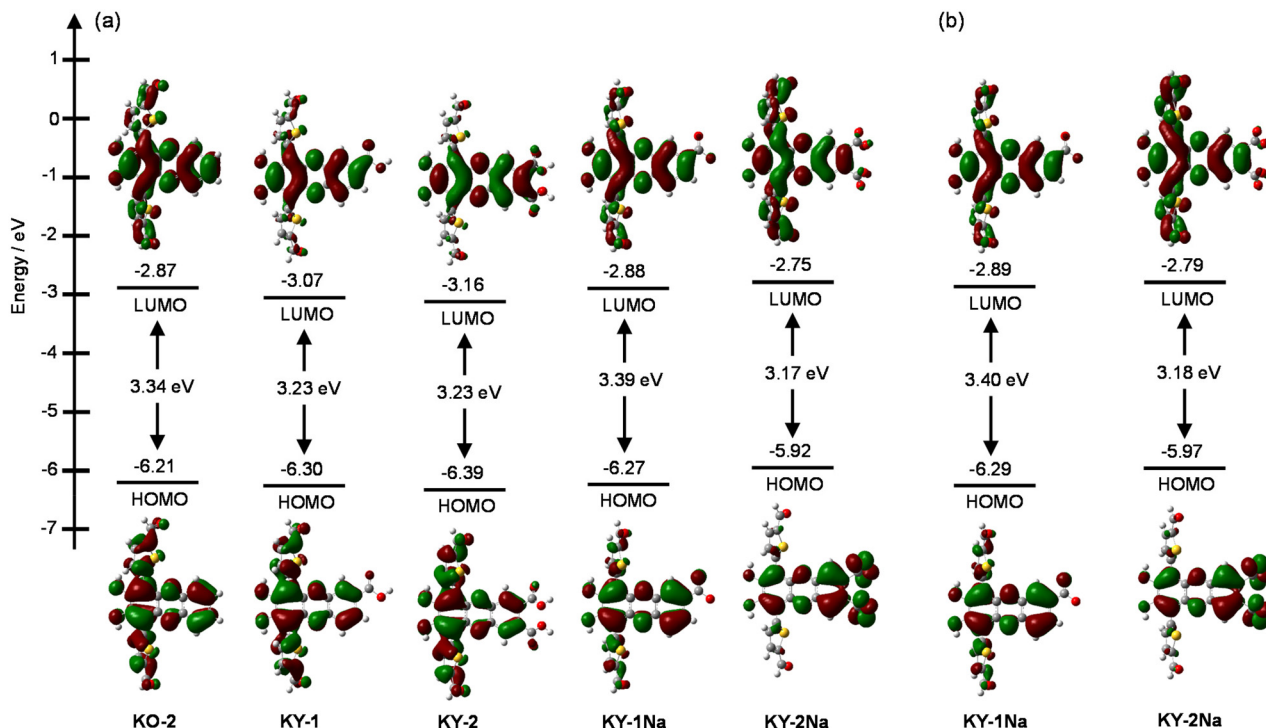 (a)
(b)
Energy / eV
1
0
-1
-2
-3
-4
-5
-6
-7
-2.87
LUMO
3.34 eV
-6.21
HOMO
KO-2
-3.07
LUMO
3.23 eV
-6.30
HOMO
KY-1
-3.16
LUMO
3.23 eV
-6.39
HOMO
KY-2
-2.88
LUMO
3.39 eV
-6.27
HOMO
KY-1Na
-2.75
LUMO
3.17 eV
-5.92
HOMO
KY-2Na
-2.89
LUMO
3.40 eV
-6.29
HOMO
KY-1Na
-2.79
LUMO
3.18 eV
-5.97
HOMO
KY-2Na